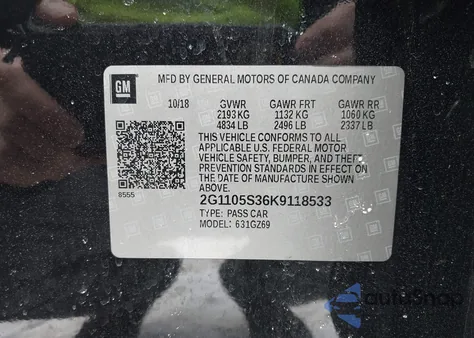 GM
MFD BY GENERAL MOTORS OF CANADA COMPANY
10/18 GVWR GAWR FRT GAWR RR
2193 KG 1132 KG 1060 KG
4834 LB 2496 LB 2337 LB
THIS VEHICLE CONFORMS TO ALL
APPLICABLE U.S. FEDERAL MOTOR
VEHICLE SAFETY, BUMPER, AND THEFT
PREVENTION STANDARDS IN EFFECT ON
THE DATE OF MANUFACTURE SHOWN
ABOVE.
8555
2G1105S36K9118533
TYPE: PASS CAR
MODEL: 631GZ69
autoSnap